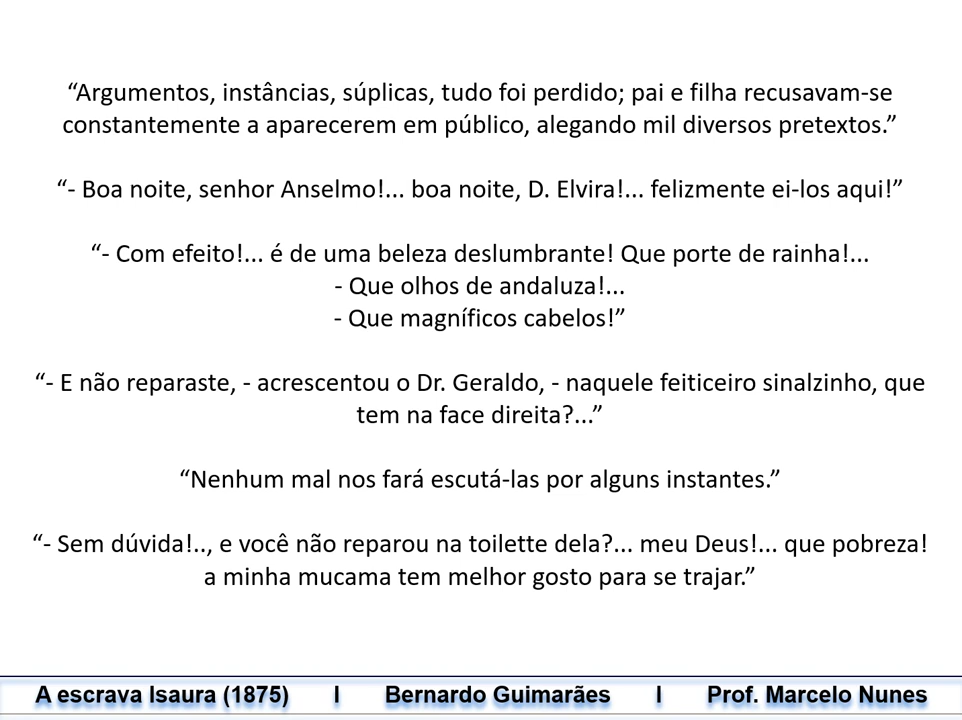 “Argumentos, instâncias, súplicas, tudo foi perdido; pai e filha recusavam-se
constantemente a aparecerem em público, alegando mil diversos pretextos.”
“- Boa noite, senhor Anselmo!... boa noite, D. Elvira!... felizmente ei-los aqui!”
“- Com efeito!... é de uma beleza deslumbrante! Que porte de rainha!...
- Que olhos de andaluza!...
- Que magníficos cabelos!”
“- E não reparaste, - acrescentou o Dr. Geraldo, - naquele feiticeiro sinalzinho, que
tem na face direita?...”
“Nenhum mal nos fará escutá-las por alguns instantes.”
“- Sem dúvida!.., e você não reparou na toilette dela?... meu Deus!... que pobreza!
a minha mucama tem melhor gosto para se trajar.”
A escrava Isaura (1875) I Bernardo Guimarães I Prof. Marcelo Nunes